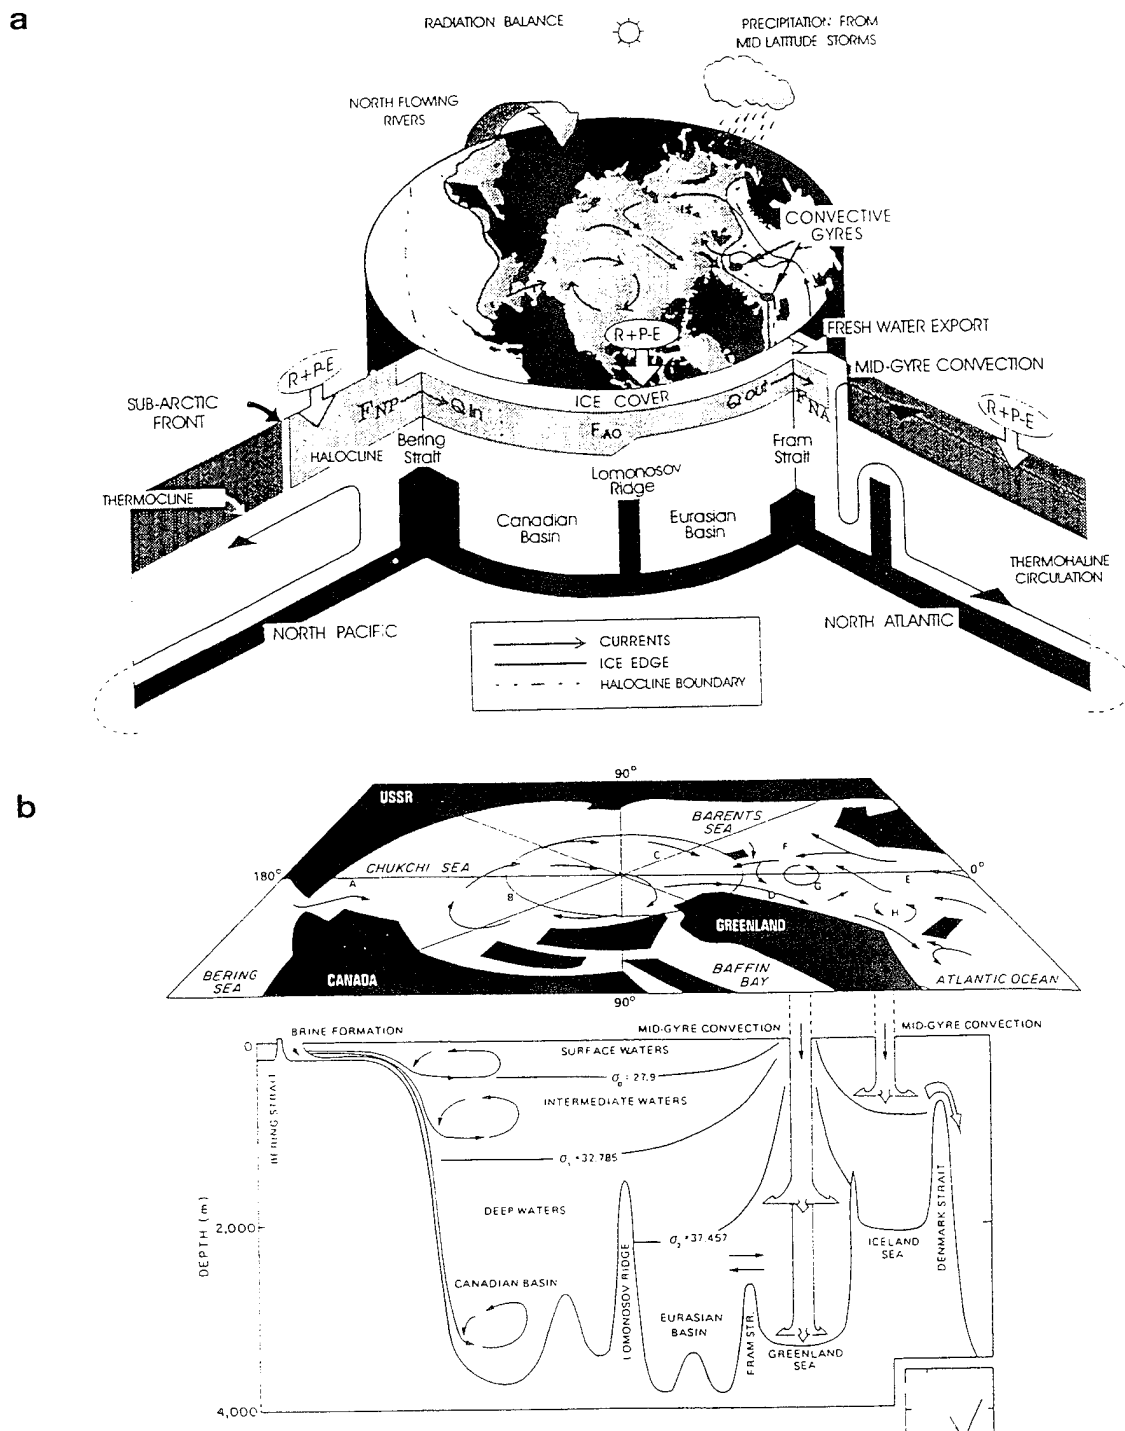 a
RADIATION BALANCE
PRECIPITATION FROM
MID LATITUDE STORMS
NORTH FLOWING
RIVERS
CONVECTIVE
GYRES
R+P-E
FRESH WATER EXPORT
MID-GYRE CONVECTION
R+P-E
R+P-E
SUB-ARCTIC
FRONT
ICE COVER
FNP
Q In
Q out
FNA
FAO
HALOCLINE
Bering
Strait
Fram
Strait
Lomonosov
Ridge
THERMOCLINE
Canadian
Basin
Eurasian
Basin
THERMOHALINE
CIRCULATION
NORTH PACIFIC
NORTH ATLANTIC
CURRENTS
ICE EDGE
HALOCLINE BOUNDARY
b
90°
USSR
BARENTS
SEA
CHUKCHI SEA
180°
0°
A
B
C
D
E
F
G
H
GREENLAND
BERING
SEA
CANADA
BAFFIN
BAY
ATLANTIC OCEAN
90°
BRINE FORMATION
MID-GYRE CONVECTION
MID-GYRE CONVECTION
0
SURFACE WATERS
σ₀ = 27.9
INTERMEDIATE WATERS
BERING STRAIT
σ₁ = 32.785
DEPTH (m)
DEEP WATERS
2,000
σ₂ = 37.457
ICELAND
SEA
DENMARK STRAIT
CANADIAN BASIN
LOMONOSOV RIDGE
EURASIAN
BASIN
FRAM STR.
GREENLAND
SEA
4,000